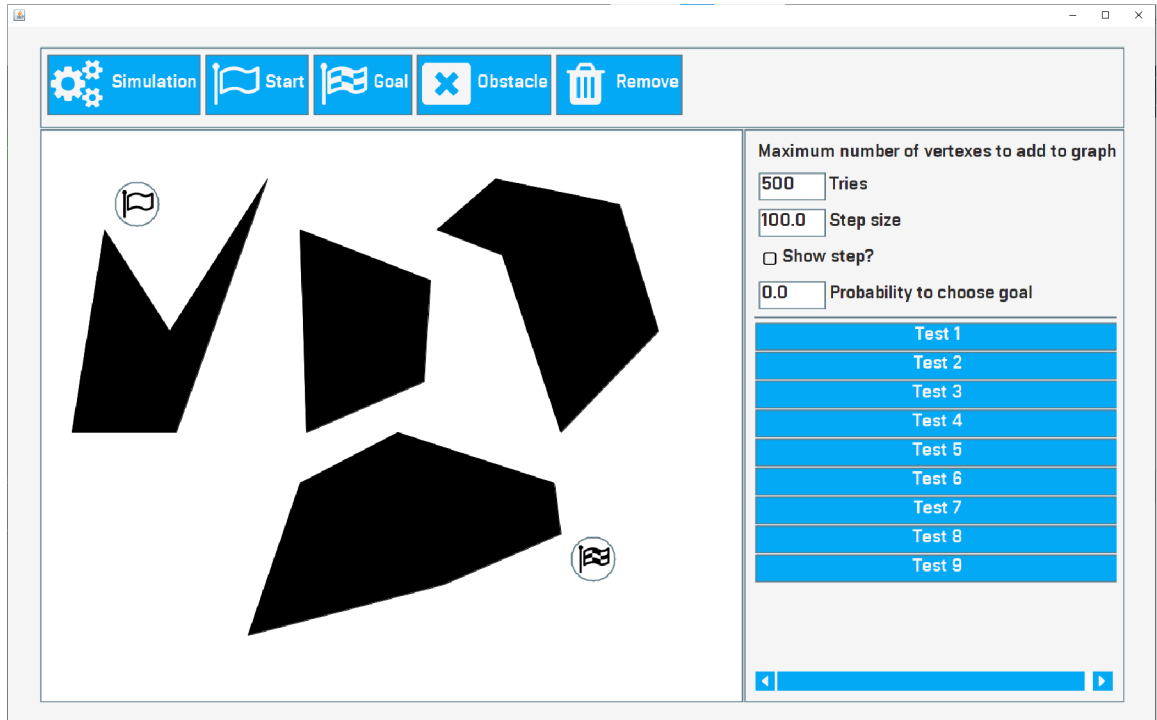 Simulation Start Goal Obstacle Remove
Maximum number of vertexes to add to graph
500 Tries
100.0 Step size
Show step?
0.0 Probability to choose goal
Test 1
Test 2
Test 3
Test 4
Test 5
Test 6
Test 7
Test 8
Test 9